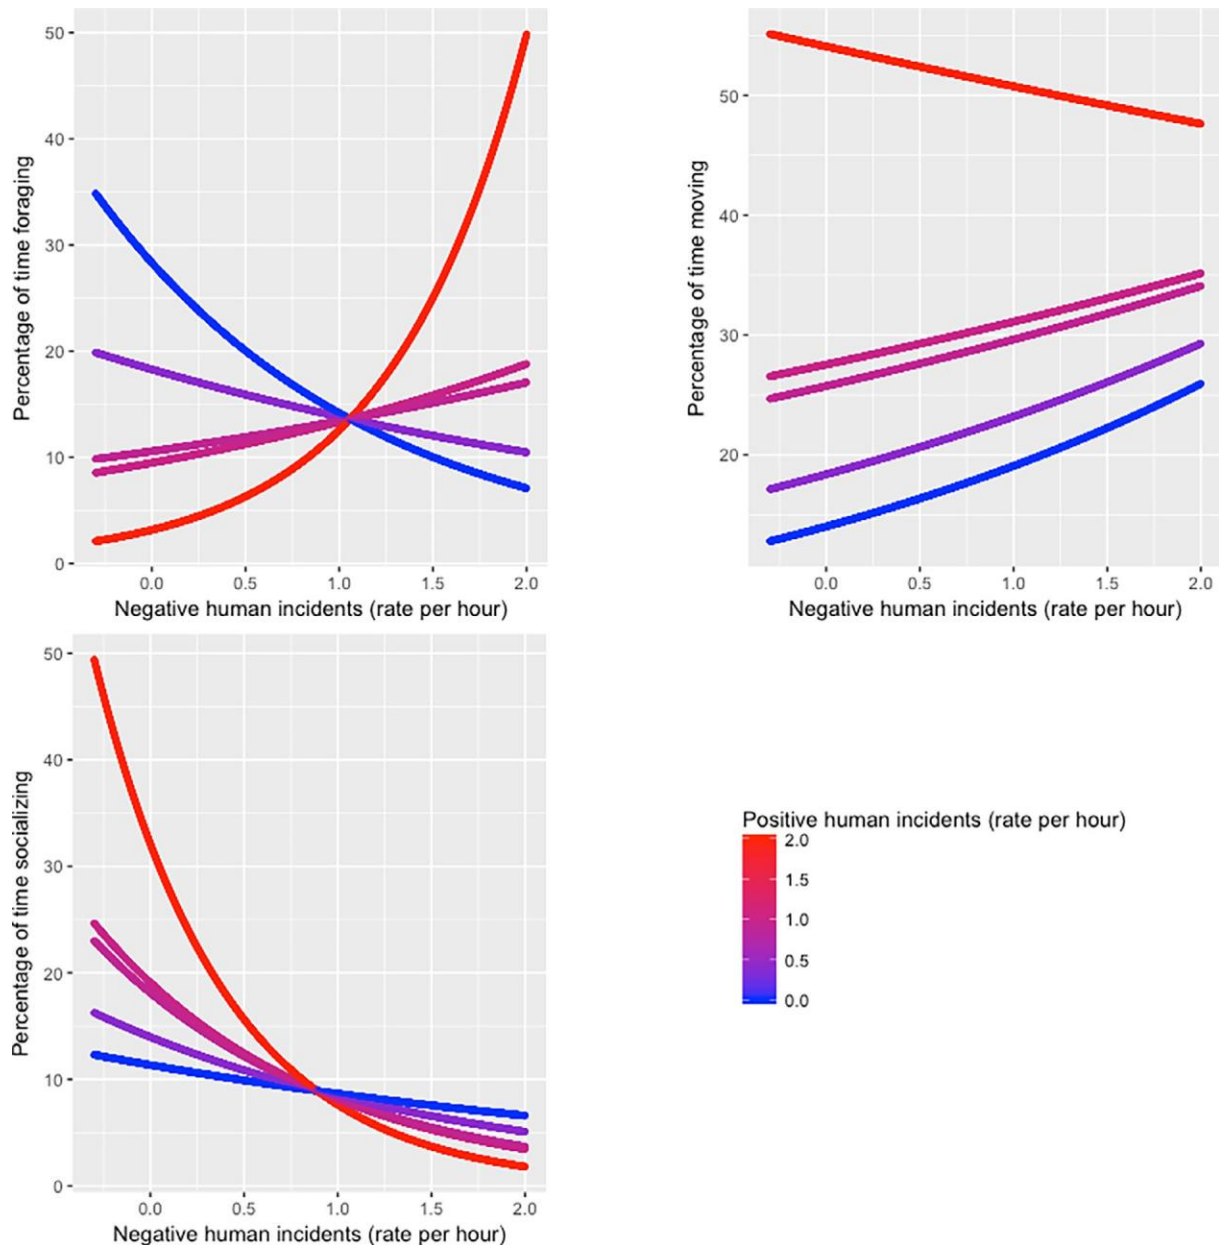 Percentage of time foraging
50
40
30
20
10
0
0.0 0.5 1.0 1.5 2.0
Negative human incidents (rate per hour)
Percentage of time moving
50
40
30
20
0.0 0.5 1.0 1.5 2.0
Negative human incidents (rate per hour)
Percentage of time socializing
50
40
30
20
10
0
0.0 0.5 1.0 1.5 2.0
Negative human incidents (rate per hour)
Positive human incidents (rate per hour)
2.0
1.5
1.0
0.5
0.0